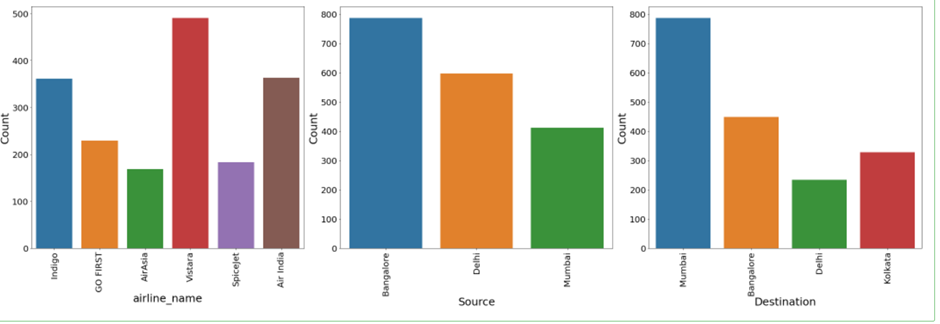 500
400
300
200
100
0
Count
Indigo
GO FIRST
AirAsia
Vistara
SpiceJet
Air India
airline_name
800
700
600
500
400
300
200
100
0
Count
Bangalore
Delhi
Mumbai
Source
800
700
600
500
400
300
200
100
0
Count
Mumbai
Bangalore
Delhi
Kolkata
Destination